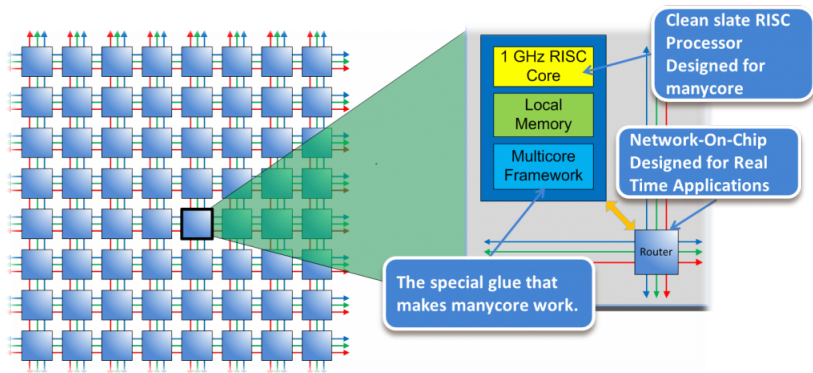 Clean slate RISC
Processor
Designed for
manycore
1 GHz RISC
Core
Local
Memory
Multicore
Framework
Network-On-Chip
Designed for Real
Time Applications
Router
The special glue that
makes manycore work.